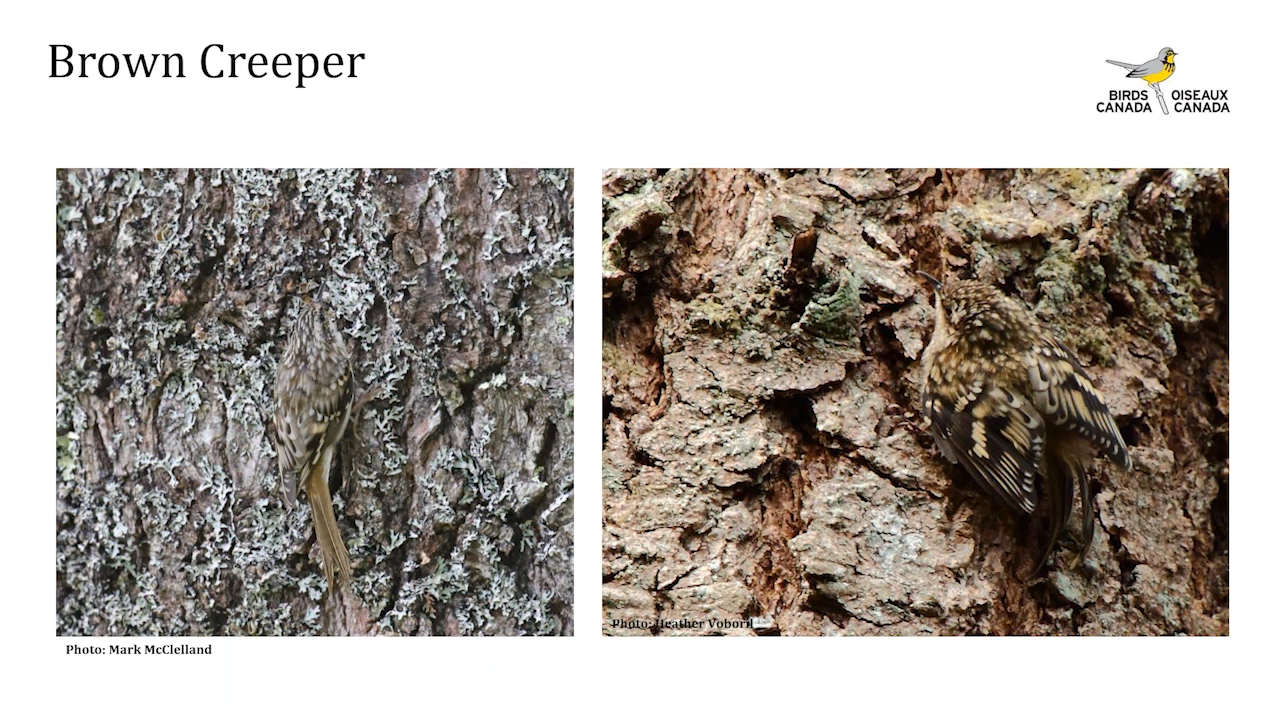 Brown Creeper
BIRDS CANADA
OISEAUX CANADA
Photo: Heather Voboril
Photo: Mark McClelland